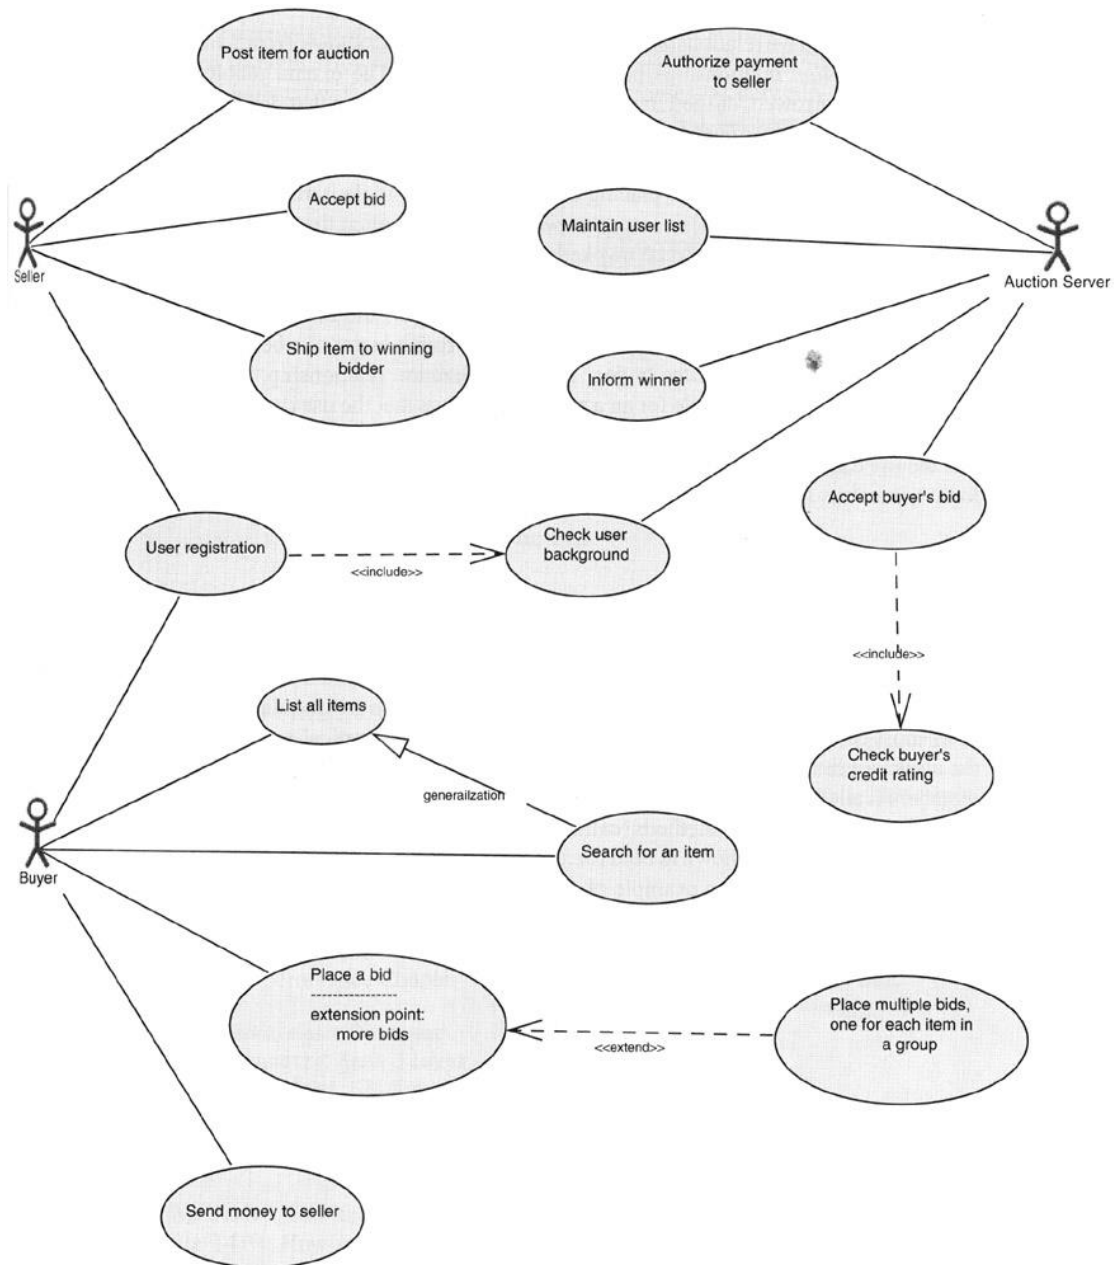 Post item for auction
Authorize payment
to seller
Accept bid
Maintain user list
Seller
Auction Server
Ship item to winning
bidder
Inform winner
Accept buyer's bid
User registration
Check user
background
<<include>>
<<include>>
List all items
Check buyer's
credit rating
generailzation
Search for an item
Buyer
Place a bid
----------------
extension point:
more bids
Place multiple bids,
one for each item in
a group
<<extend>>
Send money to seller